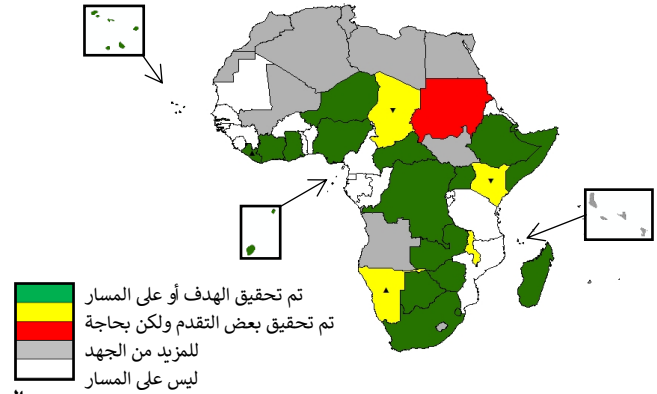 تم تحقيق الهدف أو على المسار
تم تحقيق بعض التقدم ولكن بحاجة
للمزيد من الجهد
ليس على المسار